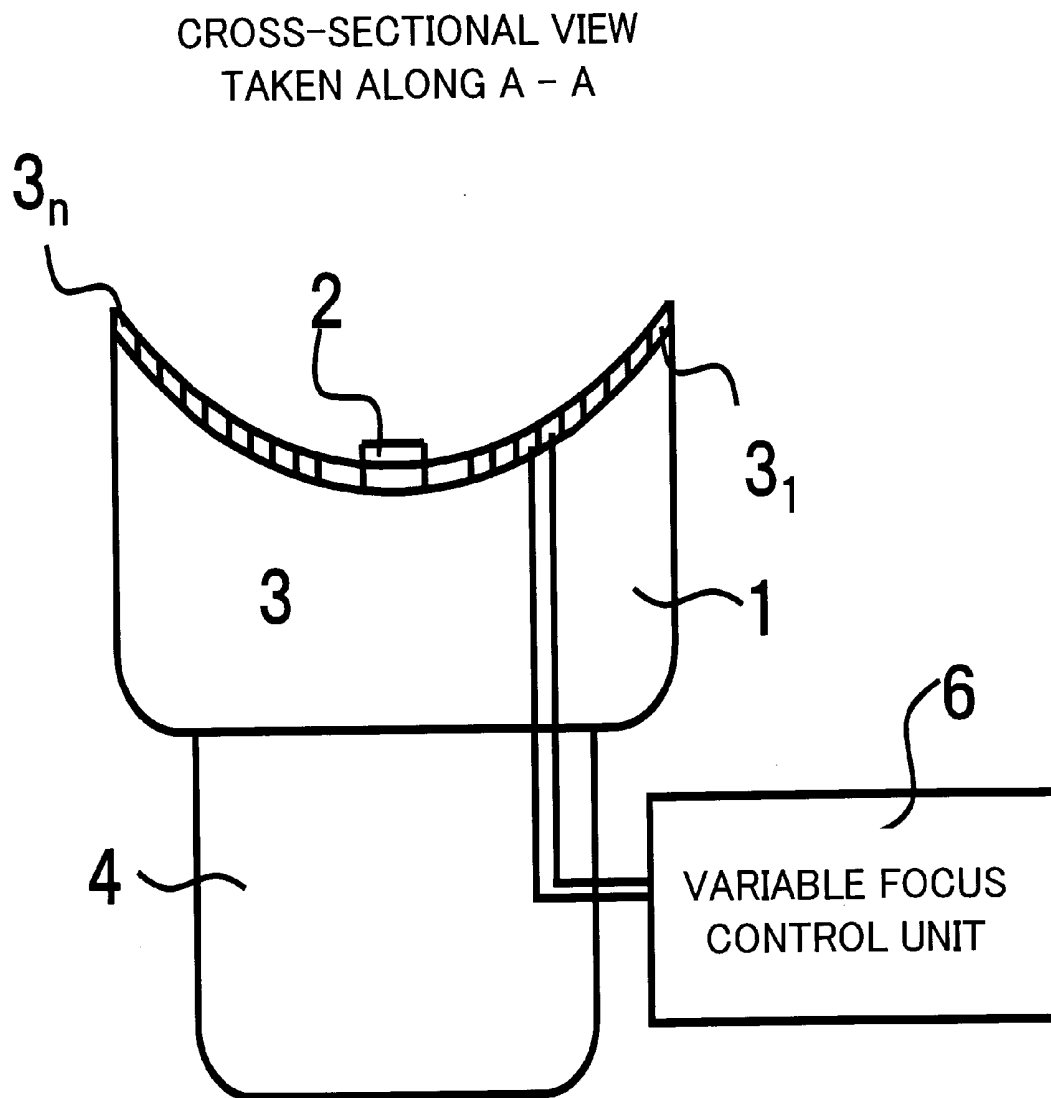 CROSS-SECTIONAL VIEW
TAKEN ALONG A - A
3n
2
31
3
1
6
4
VARIABLE FOCUS
CONTROL UNIT